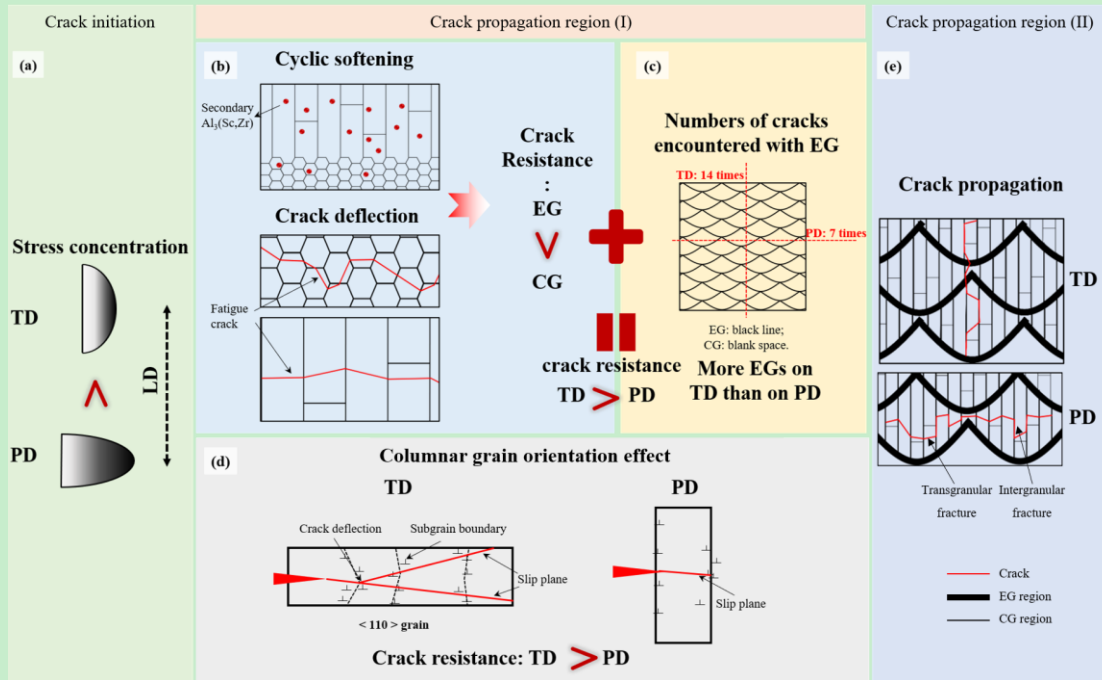 Crack initiation
Crack propagation region (I)
Crack propagation region (II)
(a)
Stress concentration
TD
<
PD
LD
(b)
Cyclic softening
Secondary
Al₃(Sc,Zr)
Crack deflection
Fatigue
crack
Crack
Resistance
:
EG
<
CG
(c)
Numbers of cracks
encountered with EG
TD: 14 times
PD: 7 times
EG: black line;
CG: blank space.
crack resistance
TD > PD
More EGs on
TD than on PD
(d)
Columnar grain orientation effect
TD
PD
Crack deflection
Subgrain boundary
Slip plane
Slip plane
< 110 > grain
Crack resistance: TD > PD
(e)
Crack propagation
TD
PD
Transgranular
fracture
Intergranular
fracture
Crack
EG region
CG region